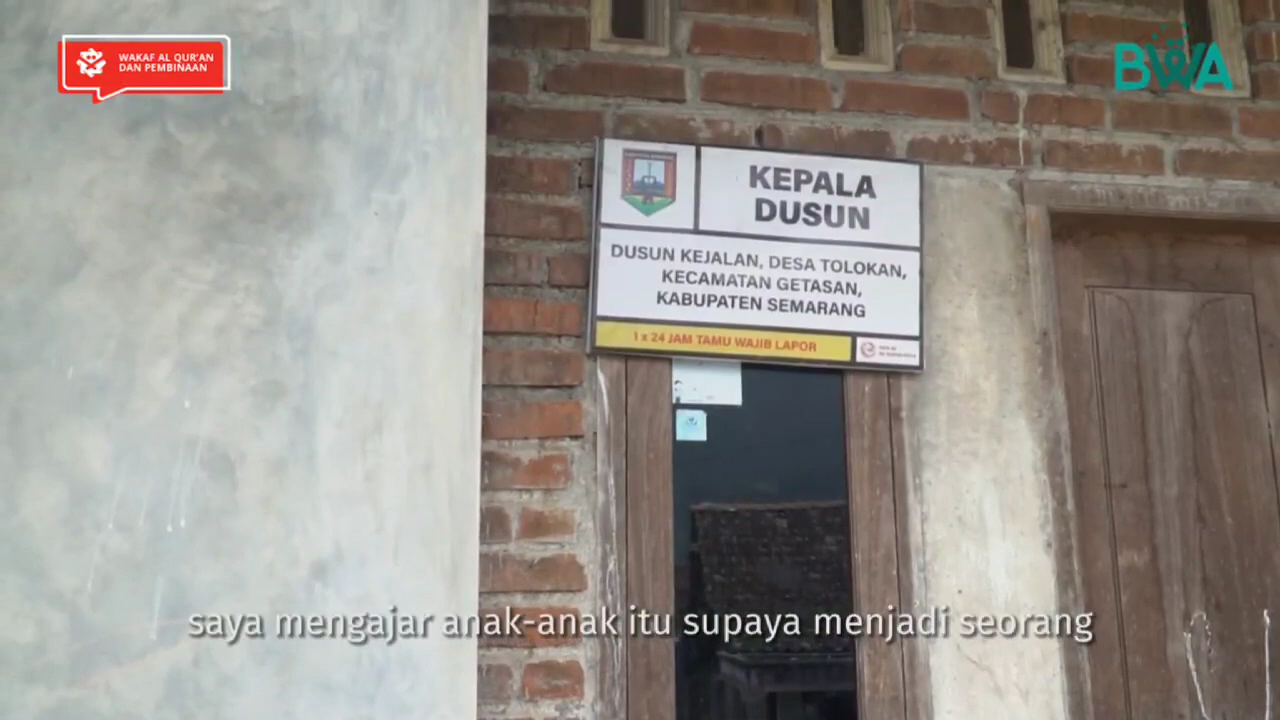 WAKAF AL QUR'AN
DAN PEMBINAAN
BWA
KEPALA
DUSUN
DUSUN KEJALAN, DESA TOLOKAN,
KECAMATAN GETASAN,
KABUPATEN SEMARANG
1 x 24 JAM TAMU WAJIB LAPOR
saya mengajar anak-anak itu supaya menjadi seorang